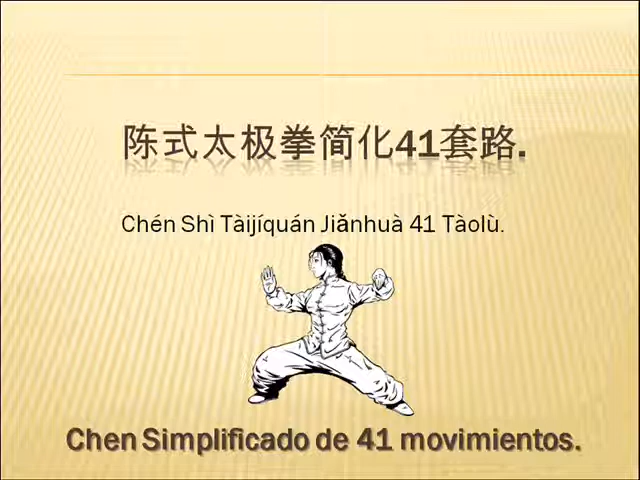 陈式太极拳简化41套路.
Chén Shì Tàijíquán Jiǎnhuà 41 Tàolù.
Chen Simplificado de 41 movimientos.